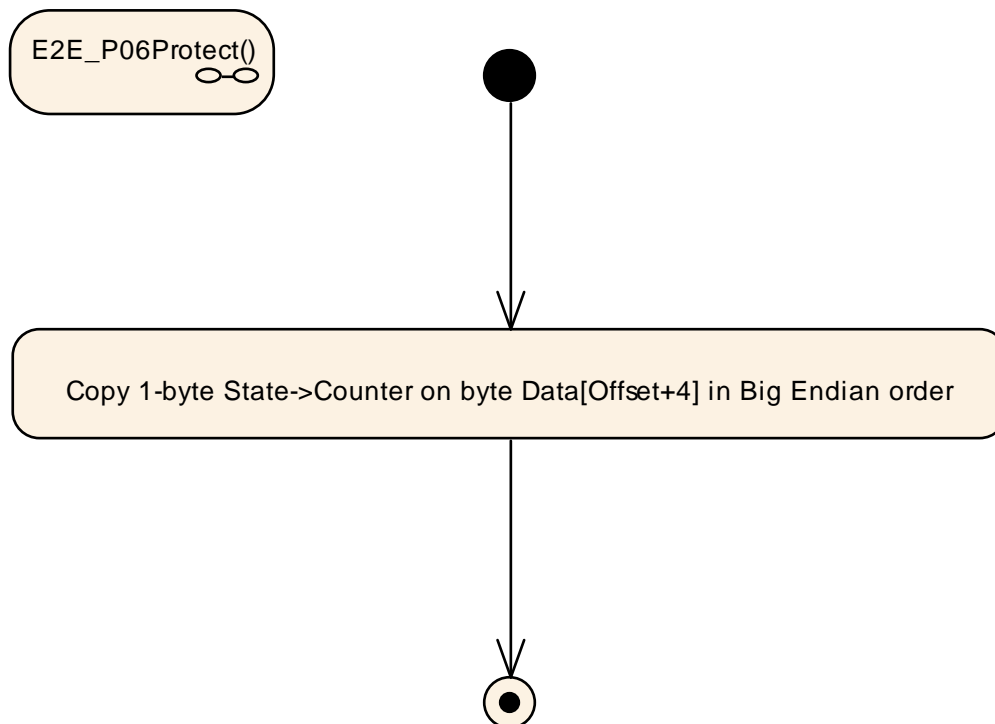 E2E_P06Protect()
Copy 1-byte State->Counter on byte Data[Offset+4] in Big Endian order